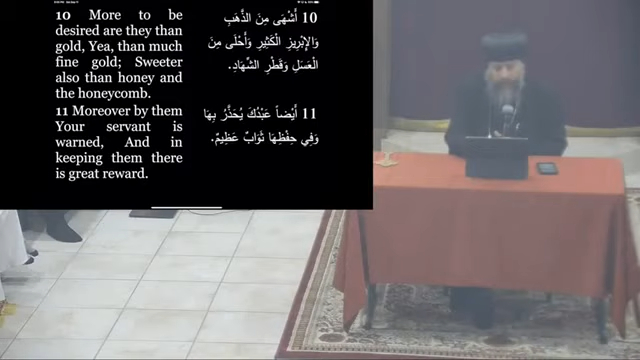 10 More to be
desired are they than
gold, Yea, than much
fine gold; Sweeter
also than honey and
the honeycomb.
11 Moreover by them
Your servant is
warned, And in
keeping them there
is great reward.
10 أَشْهَى مِنَ الذَّهَبِ
وَالإِبْرِيزِ الْكَثِيرِ وَأَحْلَى مِنَ
الْعَسَلِ وَقَطْرِ الشِّهَادِ.
11 أَيْضاً عَبْدُكَ يُحَذَّرُ بِهَا
وَفِي حِفْظِهَا ثَوَابٌ عَظِيمٌ.